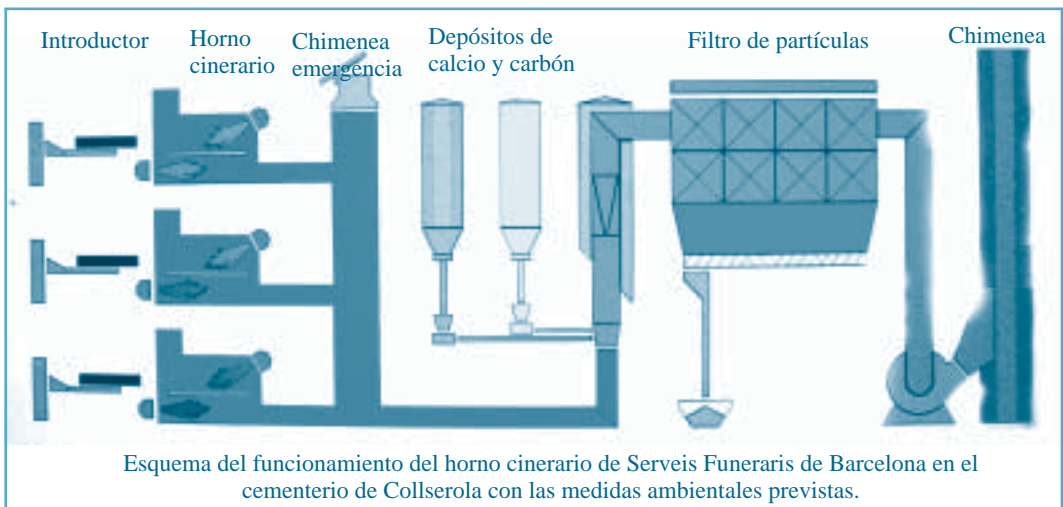 Introductor
Horno
cinerario
Chimenea
emergencia
Depósitos de
calcio y carbón
Filtro de partículas
Chimenea
Esquema del funcionamiento del horno cinerario de Serveis Funeraris de Barcelona en el
cementerio de Collserola con las medidas ambientales previstas.